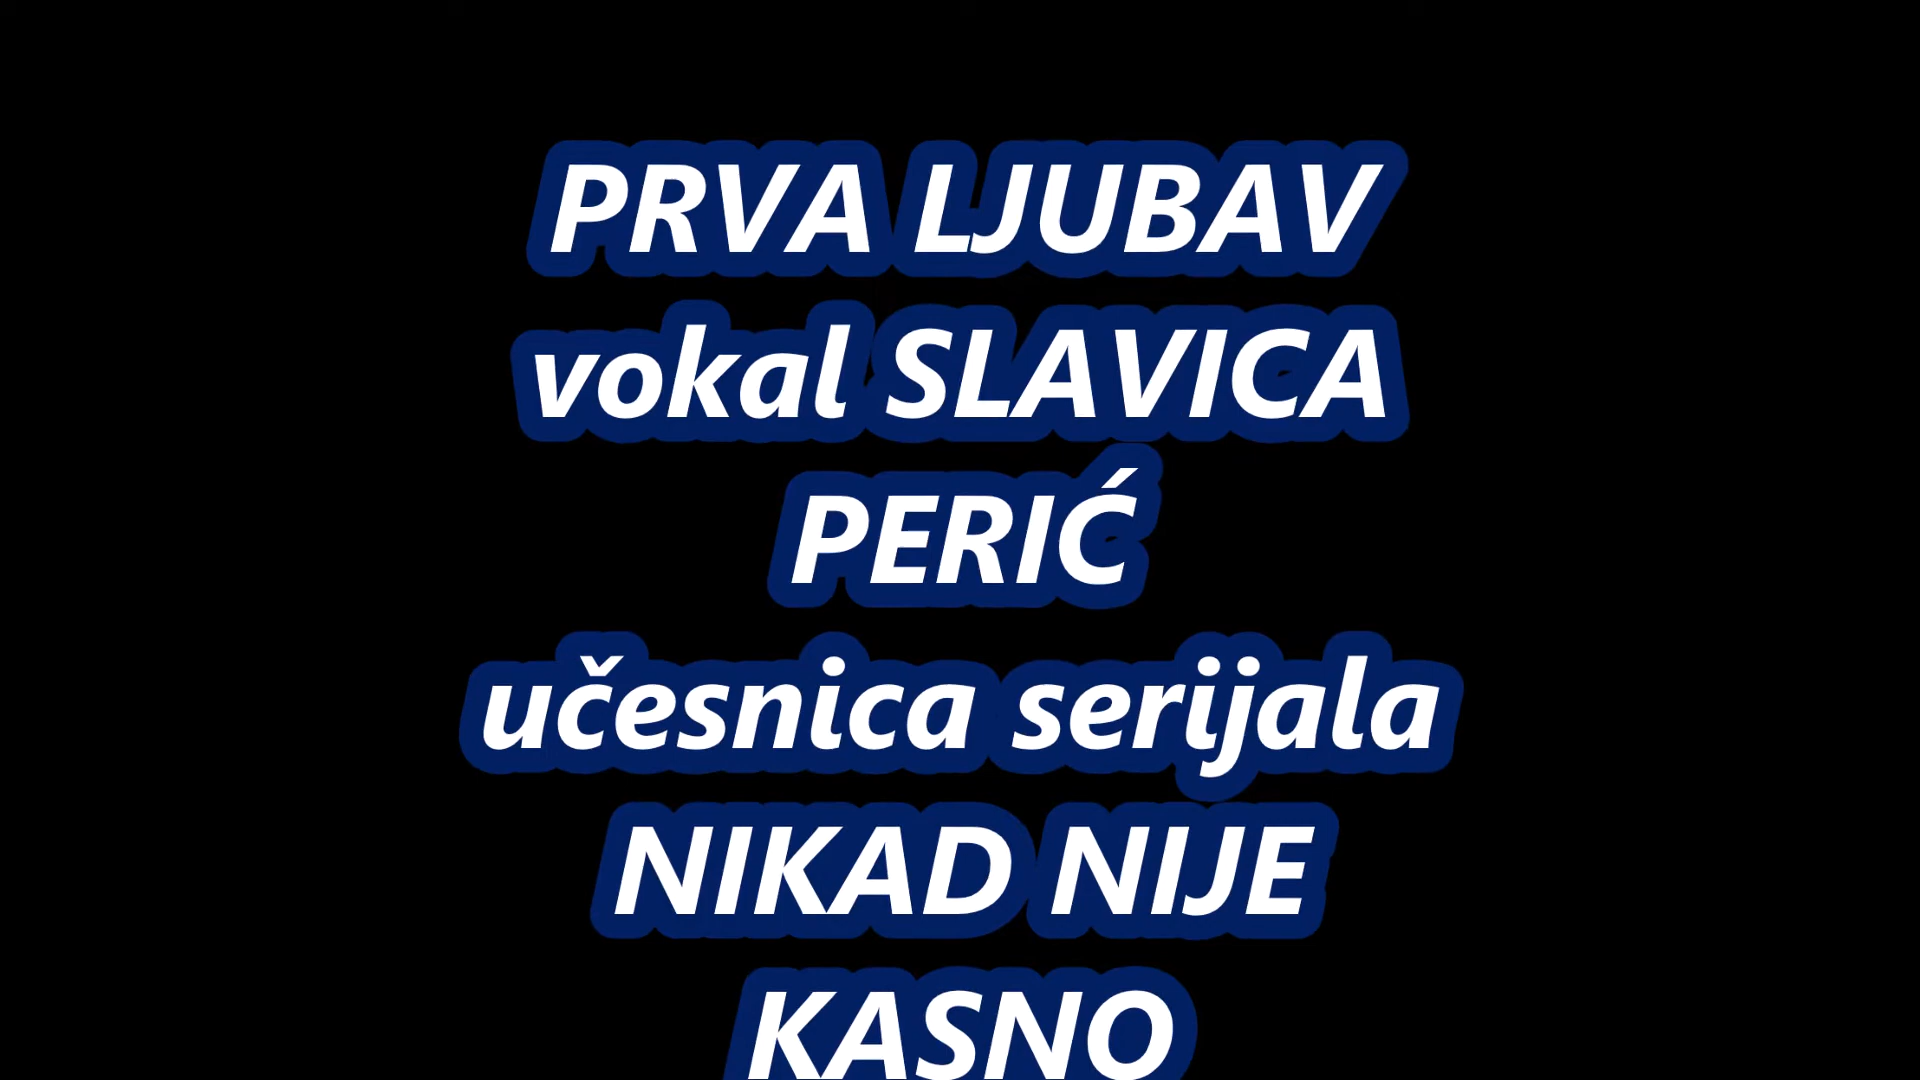 PRVA LJUBAV
vokal SLAVICA
PERIĆ
učesnica serijala
NIKAD NIJE
KASNO